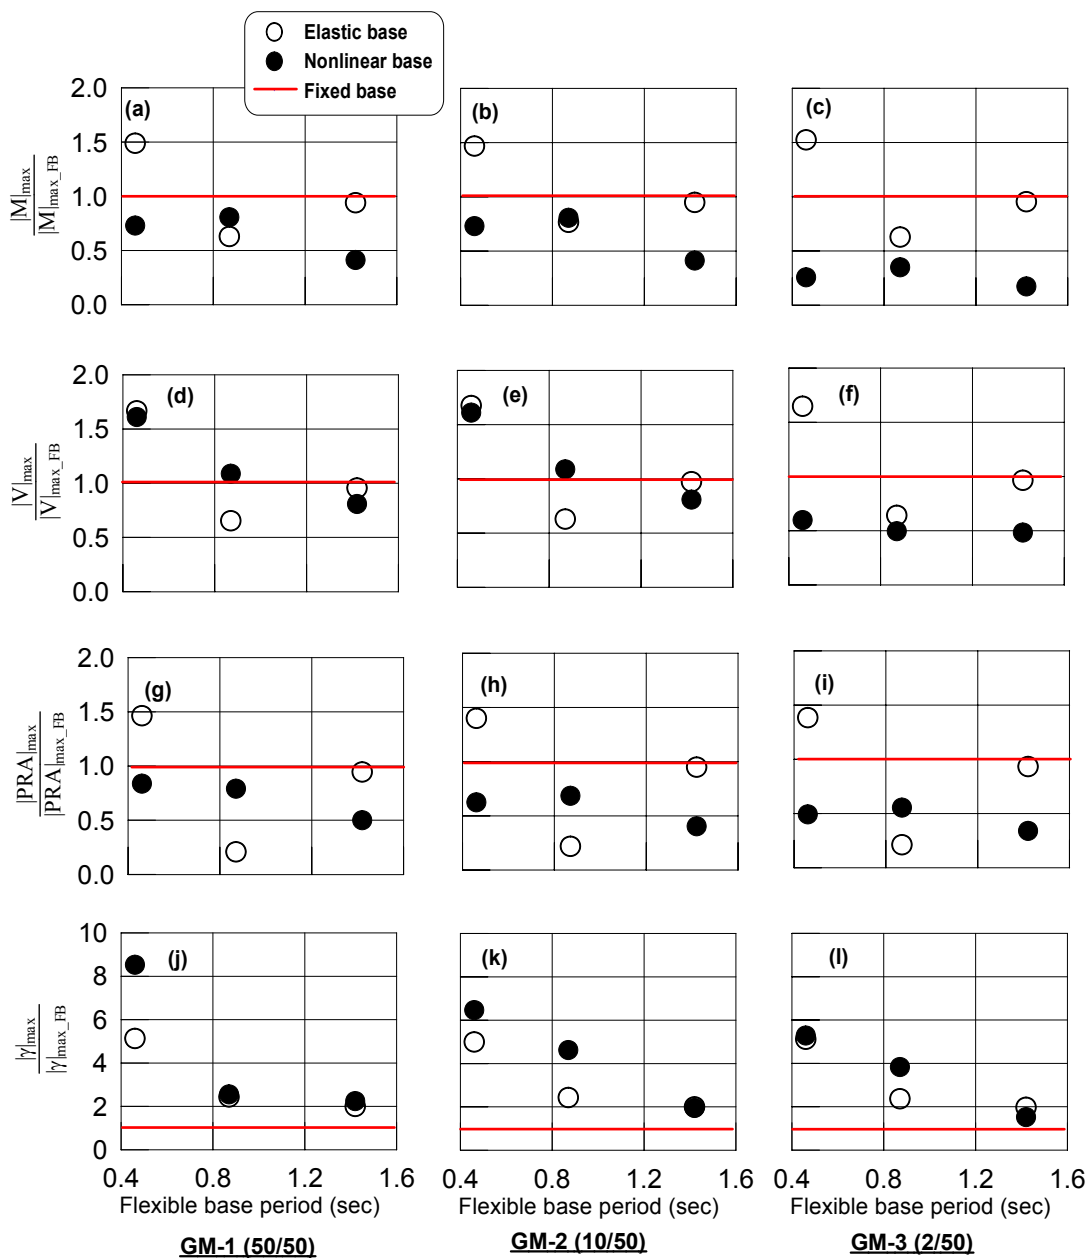 Elastic base
Nonlinear base
Fixed base
(a)
(b)
(c)
2.0
1.5
1.0
0.5
0.0
|M|max
|M|max_FB
(d)
(e)
(f)
2.0
1.5
1.0
0.5
0.0
|V|max
|V|max_FB
(g)
(h)
(i)
2.0
1.5
1.0
0.5
0.0
|PRA|max
|PRA|max_FB
(j)
(k)
(l)
10
8
6
4
2
0
|γ|max
|γ|max_FB
0.4 0.8 1.2 1.6
0.4 0.8 1.2 1.6
0.4 0.8 1.2 1.6
Flexible base period (sec)
Flexible base period (sec)
Flexible base period (sec)
GM-1 (50/50)
GM-2 (10/50)
GM-3 (2/50)